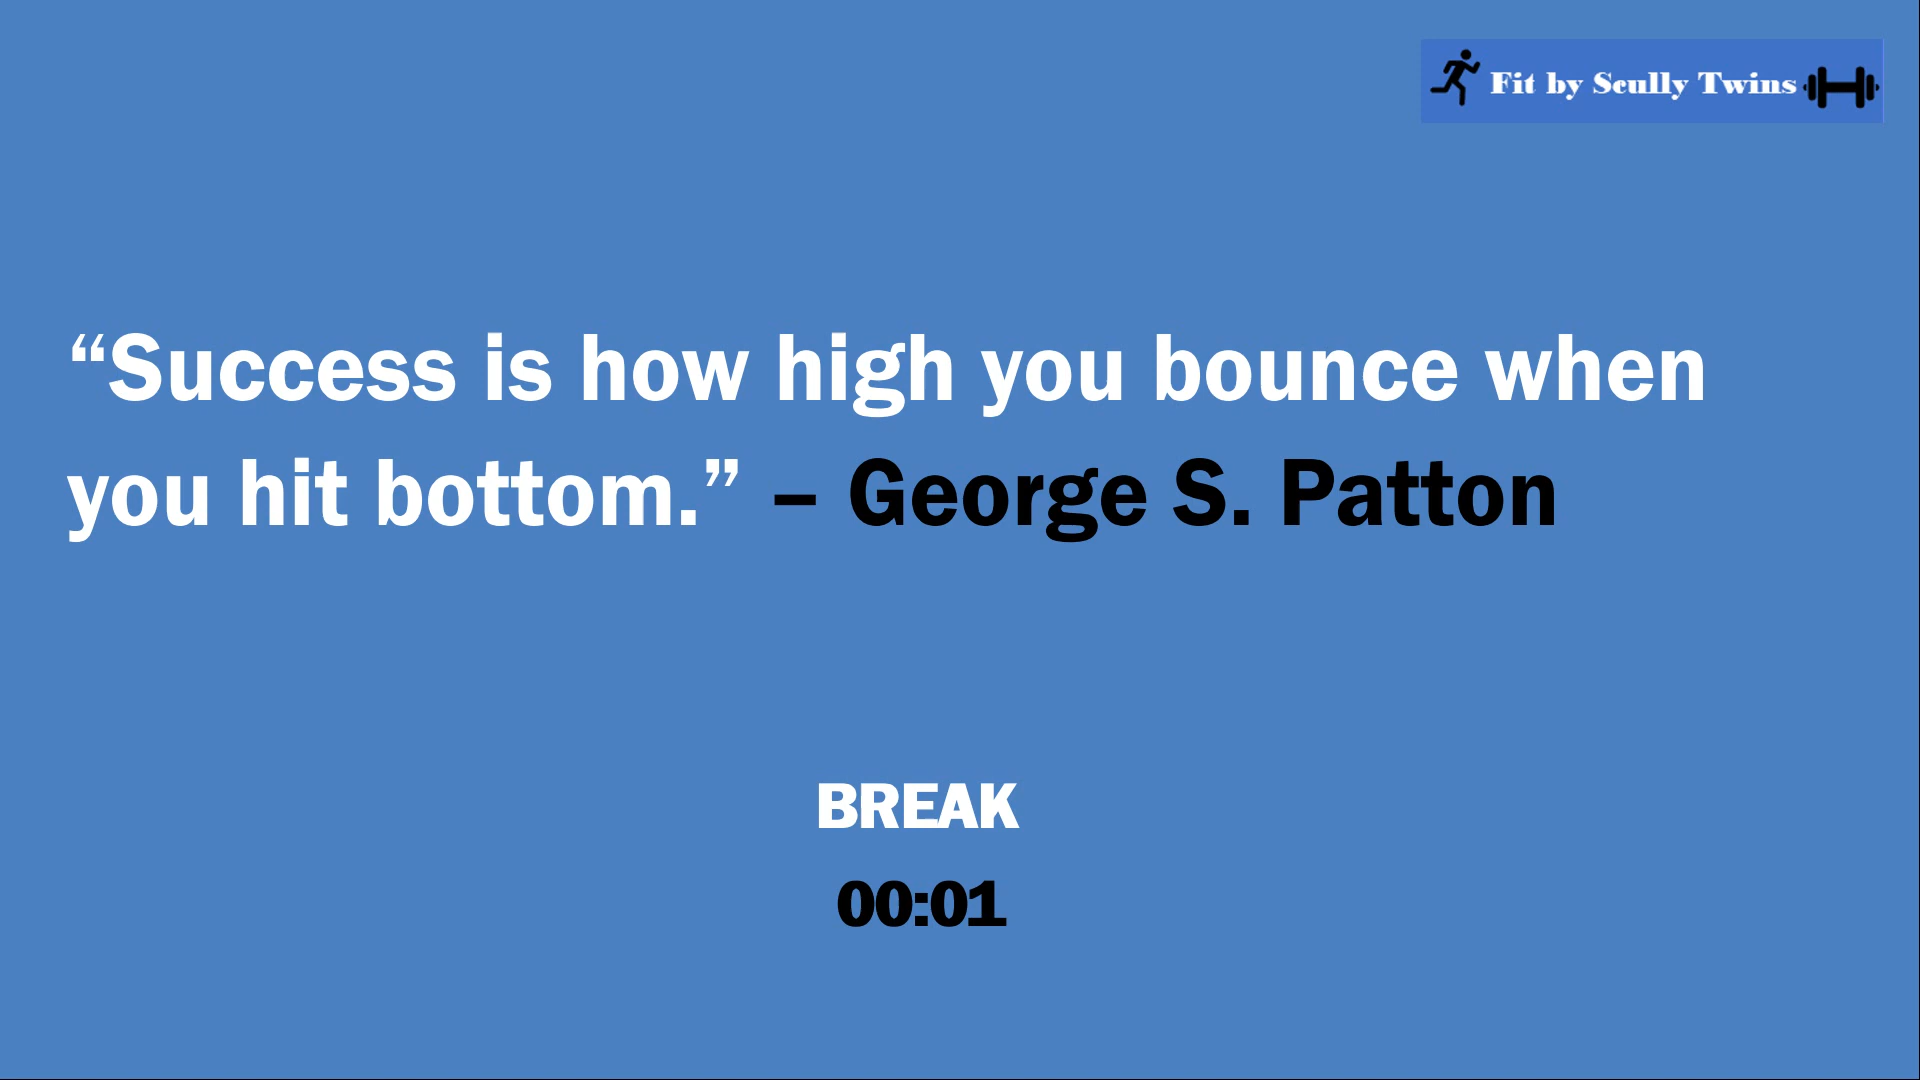 Fit by Scully Twins
“Success is how high you bounce when
you hit bottom.” – George S. Patton
BREAK
00:01